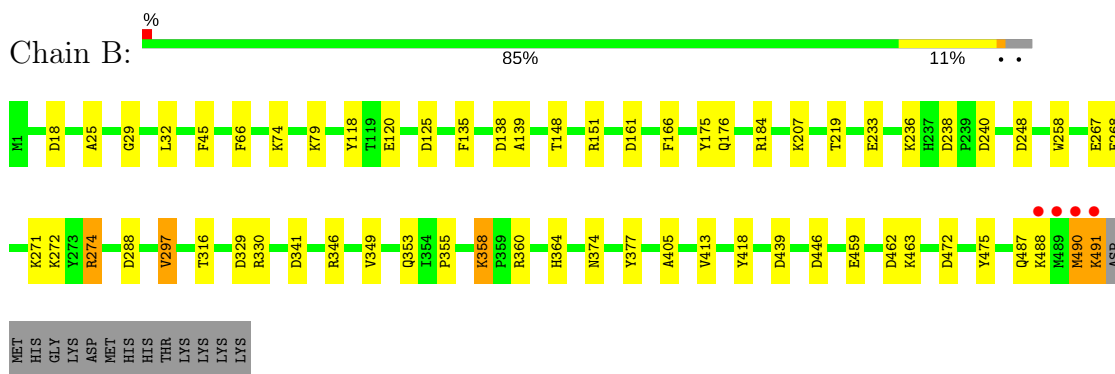 %
Chain B:
85% 11% • •
M1 D18 A25 G29 L32 F45 F66 K74 K79 Y118 T119 E120 D125 F135 D138 A139 T148 R151 D161 F166 Y175 Q176 R184 K207 T219 E233 K236 H237 D238 P239 D240 D248 W258 E267
K271 K272 Y273 R274 D288 V297 T316 D329 R330 D341 R346 V349 Q353 I354 P355 K358 P359 R360 H364 N374 Y377 A405 V413 Y418 D439 D446 E459 D462 K463 D472 Y475 Q487 K488 M489 M490 K491 ASP
MET HIS GLY LYS ASP MET HIS HIS THR LYS LYS LYS LYS